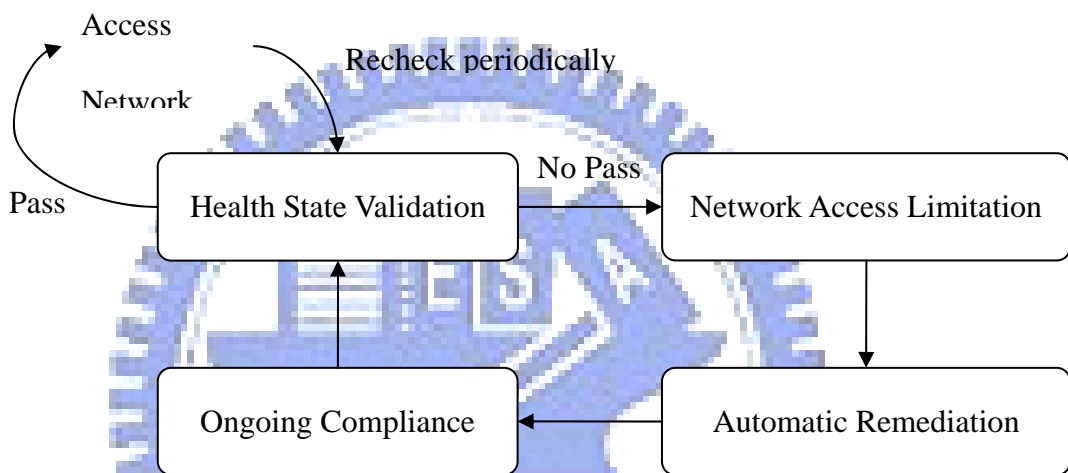 Access
Recheck periodically
Network
No Pass
Pass
Health State Validation
Network Access Limitation
Ongoing Compliance
Automatic Remediation